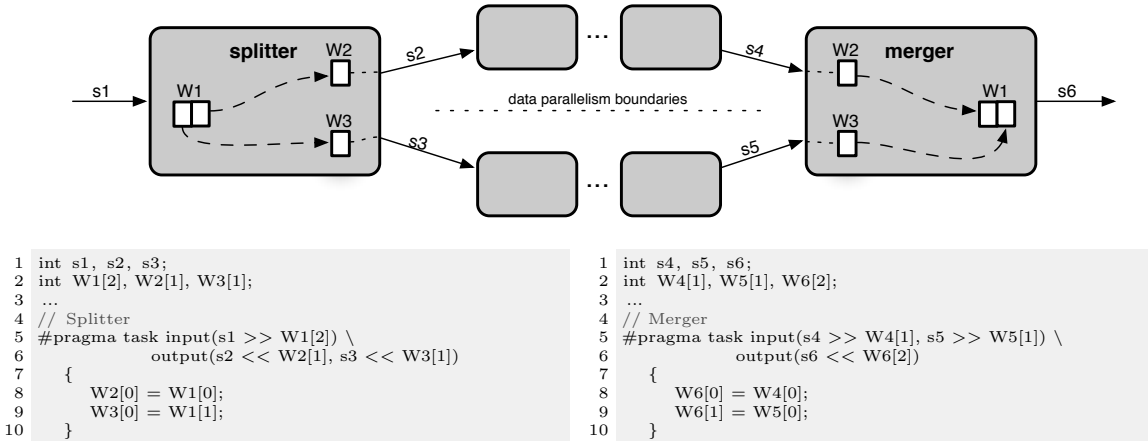 splitter
merger
W2
W2
s2
s4
...
s1
W1
W1
s6
data parallelism boundaries
W3
W3
s3
s5
...
1 int s1, s2, s3;
2 int W1[2], W2[1], W3[1];
3 ...
4 // Splitter
5 #pragma task input(s1 >> W1[2]) \
6 output(s2 << W2[1], s3 << W3[1])
7 {
8 W2[0] = W1[0];
9 W3[0] = W1[1];
10 }
1 int s4, s5, s6;
2 int W4[1], W5[1], W6[2];
3 ...
4 // Merger
5 #pragma task input(s4 >> W4[1], s5 >> W5[1]) \
6 output(s6 << W6[2])
7 {
8 W6[0] = W4[0];
9 W6[1] = W5[0];
10 }